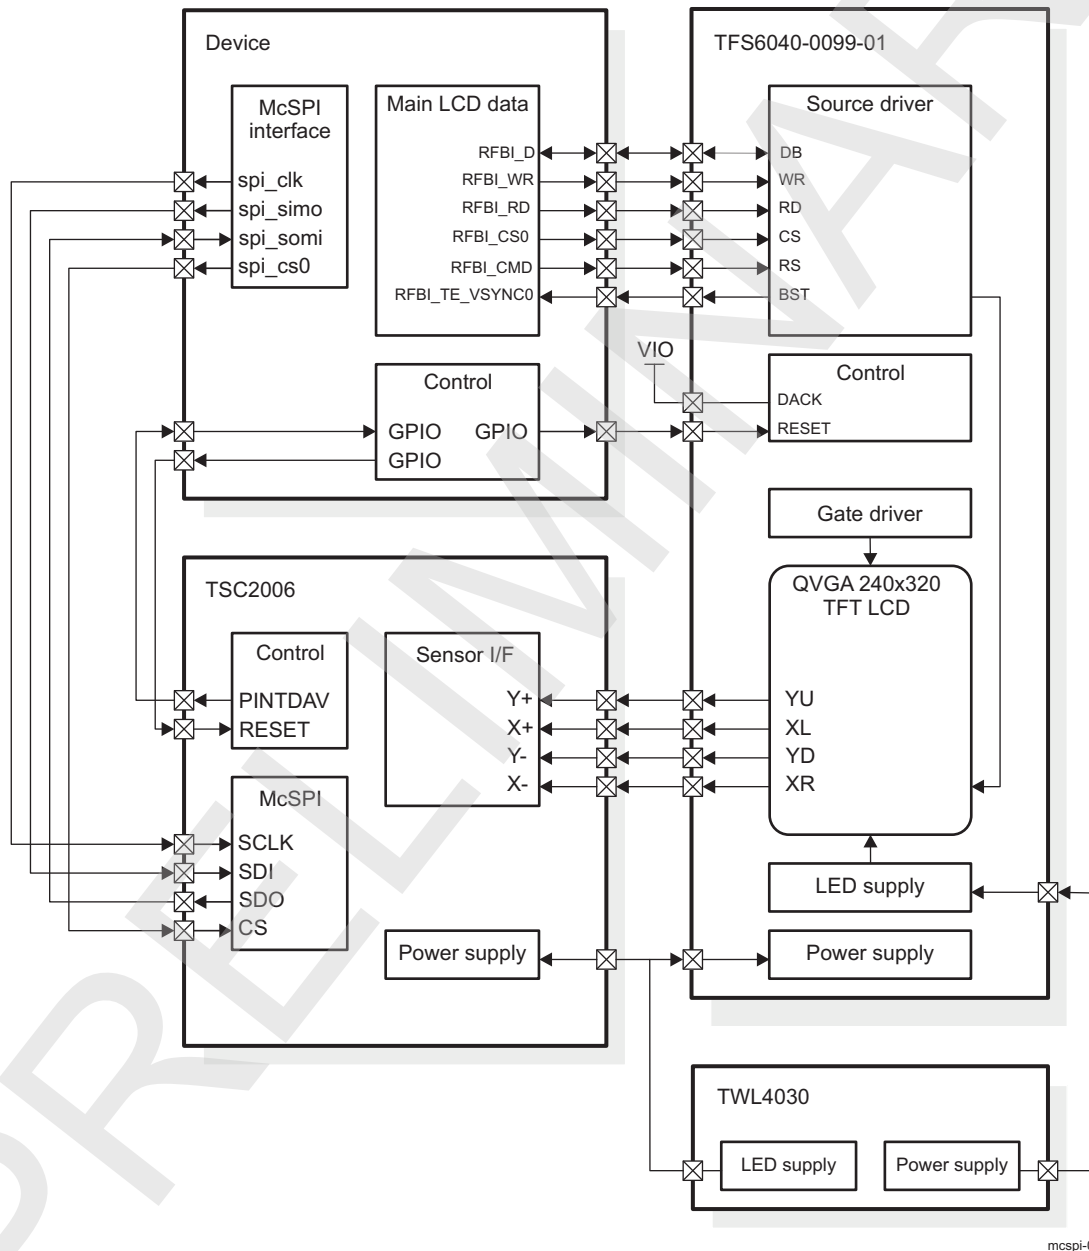 Device
McSPI
interface
spi_clk
spi_simo
spi_somi
spi_cs0
Main LCD data
RFBI_D
RFBI_WR
RFBI_RD
RFBI_CS0
RFBI_CMD
RFBI_TE_VSYNC0
Control
GPIO GPIO
GPIO
TFS6040-0099-01
Source driver
DB
WR
RD
CS
RS
BST
VIO
Control
DACK
RESET
Gate driver
QVGA 240x320
TFT LCD
YU
XL
YD
XR
LED supply
Power supply
TSC2006
Control
PINTDAV
RESET
Sensor I/F
Y+
X+
Y-
X-
McSPI
SCLK
SDI
SDO
CS
Power supply
TWL4030
LED supply
Power supply
PRELIMINAR